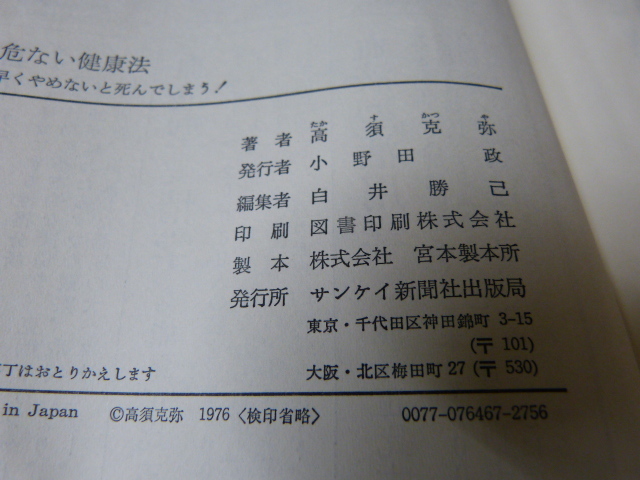 危ない健康法
早くやめないと死んでしまう！
たか す かつ や
著者 高須克弥
発行者 小野田 政
編集者 白井勝己
印刷 図書印刷株式会社
製本 株式会社 宮本製本所
発行所 サンケイ新聞社出版局
東京・千代田区神田錦町 3-15
(〒 101)
大阪・北区梅田町 27 (〒 530)
丁はおとりかえします
in Japan ©高須克弥 1976 〈検印省略〉 0077-076467-2756